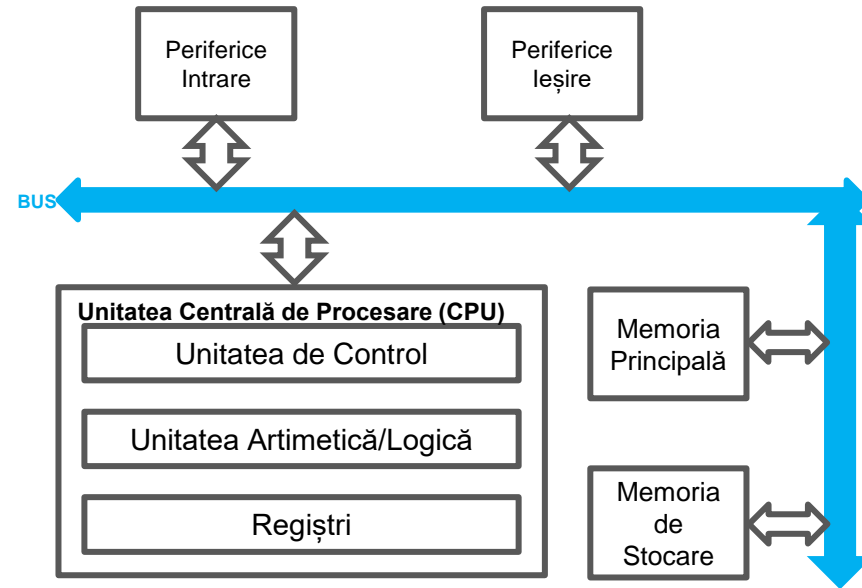 Periferice
Intrare
Periferice
Ieșire
BUS
Unitatea Centrală de Procesare (CPU)
Unitatea de Control
Unitatea Artimetică/Logică
Regiștri
Memoria
Principală
Memoria
de
Stocare